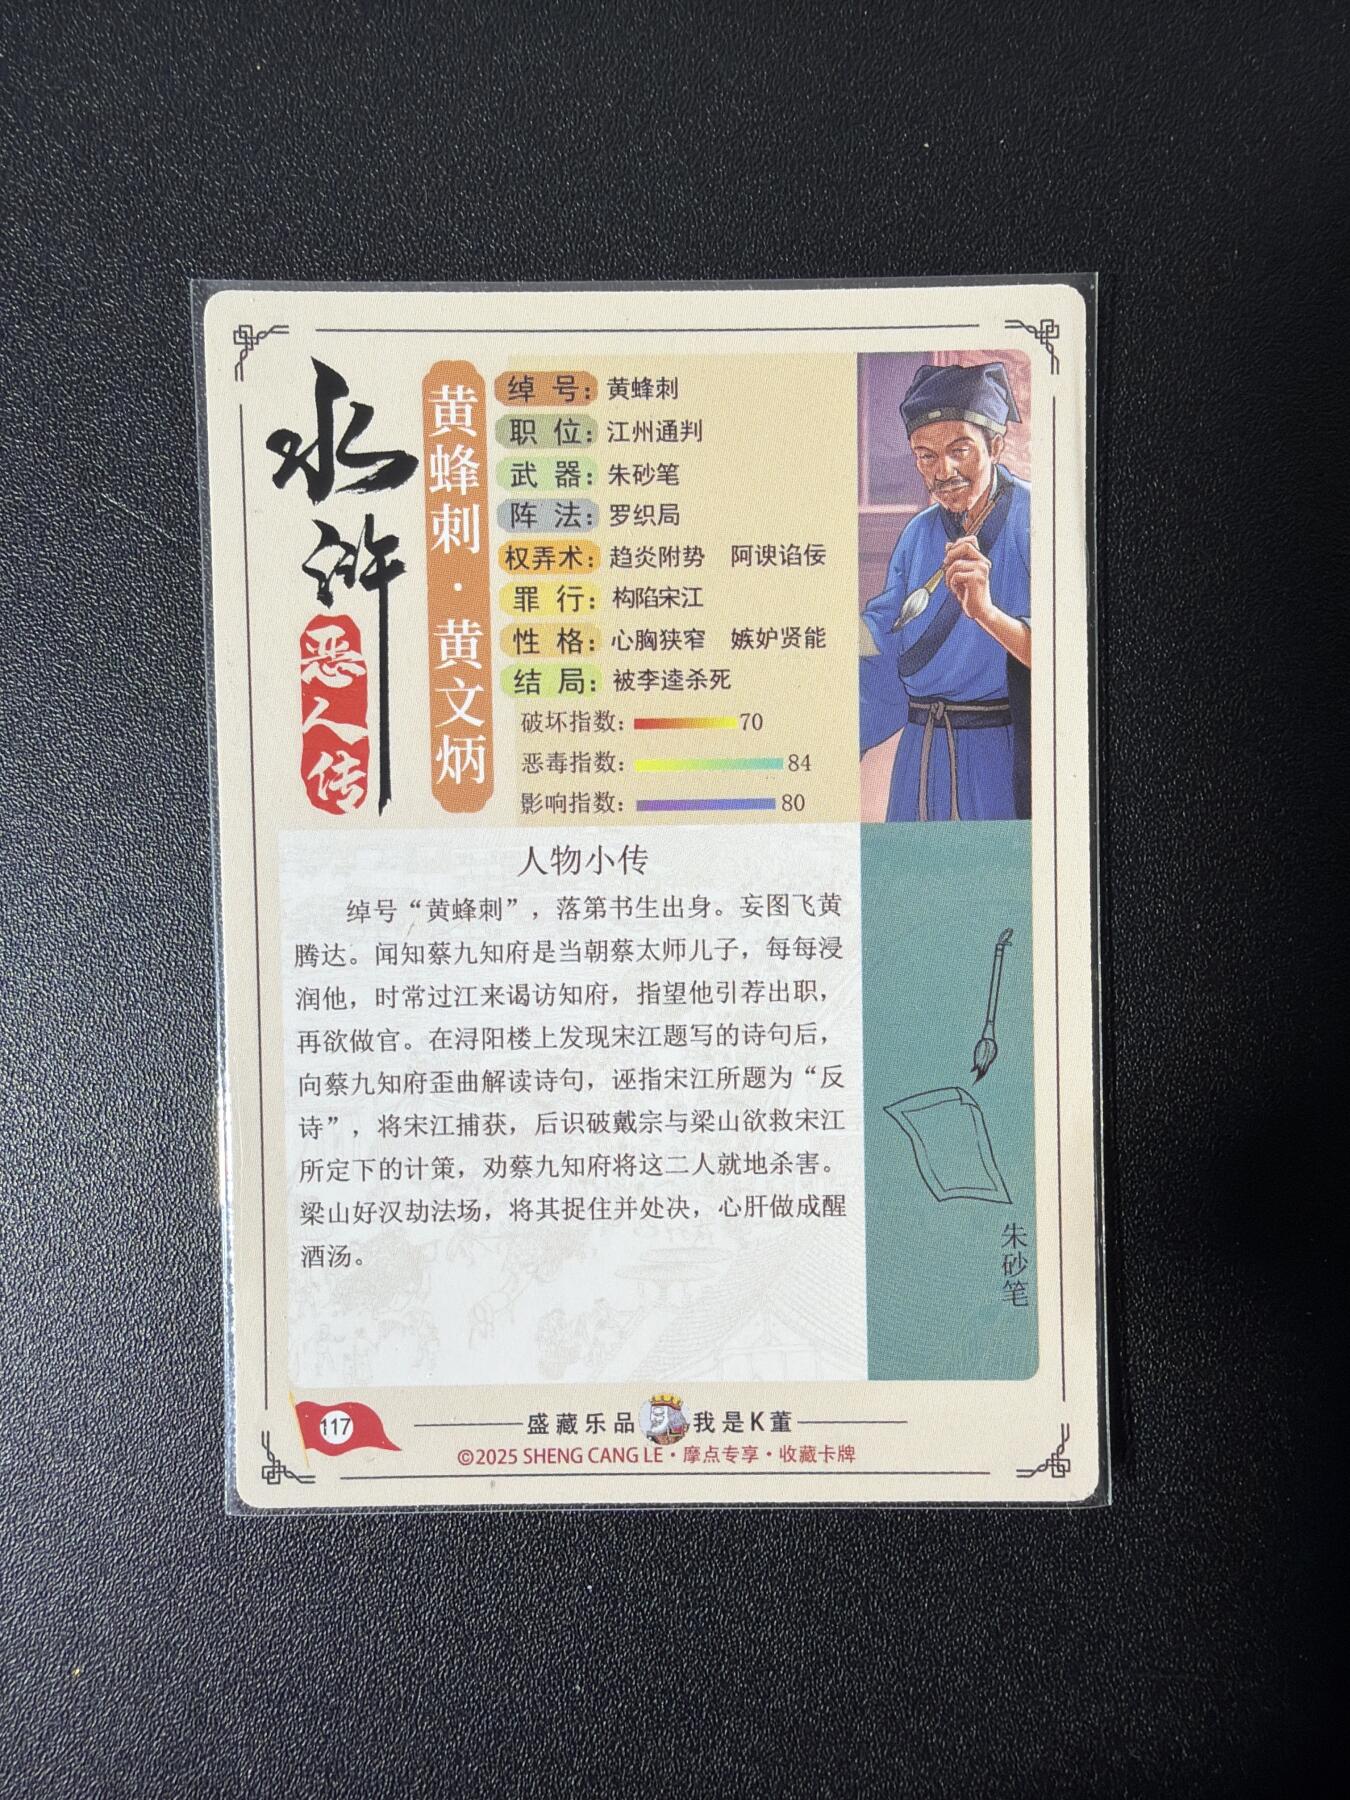 水浒
恶人传
黄蜂刺·黄文炳
绰号：黄蜂刺
职位：江州通判
武器：朱砂笔
阵法：罗织局
权弄术：趋炎附势 阿谀谄佞
罪行：构陷宋江
性格：心胸狭窄 嫉妒贤能
结局：被李逵杀死
破坏指数：70
恶毒指数：84
影响指数：80
人物小传
绰号“黄蜂刺”，落第书生出身。妄图飞黄
腾达。闻知蔡九知府是当朝蔡太师儿子，每每浸
润他，时常过江来谒访知府，指望他引荐出职，
再欲做官。在浔阳楼上发现宋江题写的诗句后，
向蔡九知府歪曲解读诗句，诬指宋江所题为“反
诗”，将宋江捕获，后识破戴宗与梁山欲救宋江
所定下的计策，劝蔡九知府将这二人就地杀害。
梁山好汉劫法场，将其捉住并处决，心肝做成醒
酒汤。
朱砂笔
117
盛藏乐品 我是K董
©2025 SHENG CANG LE·摩点专享·收藏卡牌